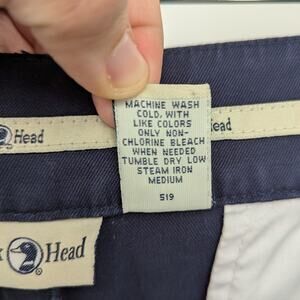 MACHINE WASH
COLD, WITH
LIKE COLORS
ONLY NON-
CHLORINE BLEACH
WHEN NEEDED
TUMBLE DRY LOW
STEAM IRON
MEDIUM
519
Head
ead
k Head